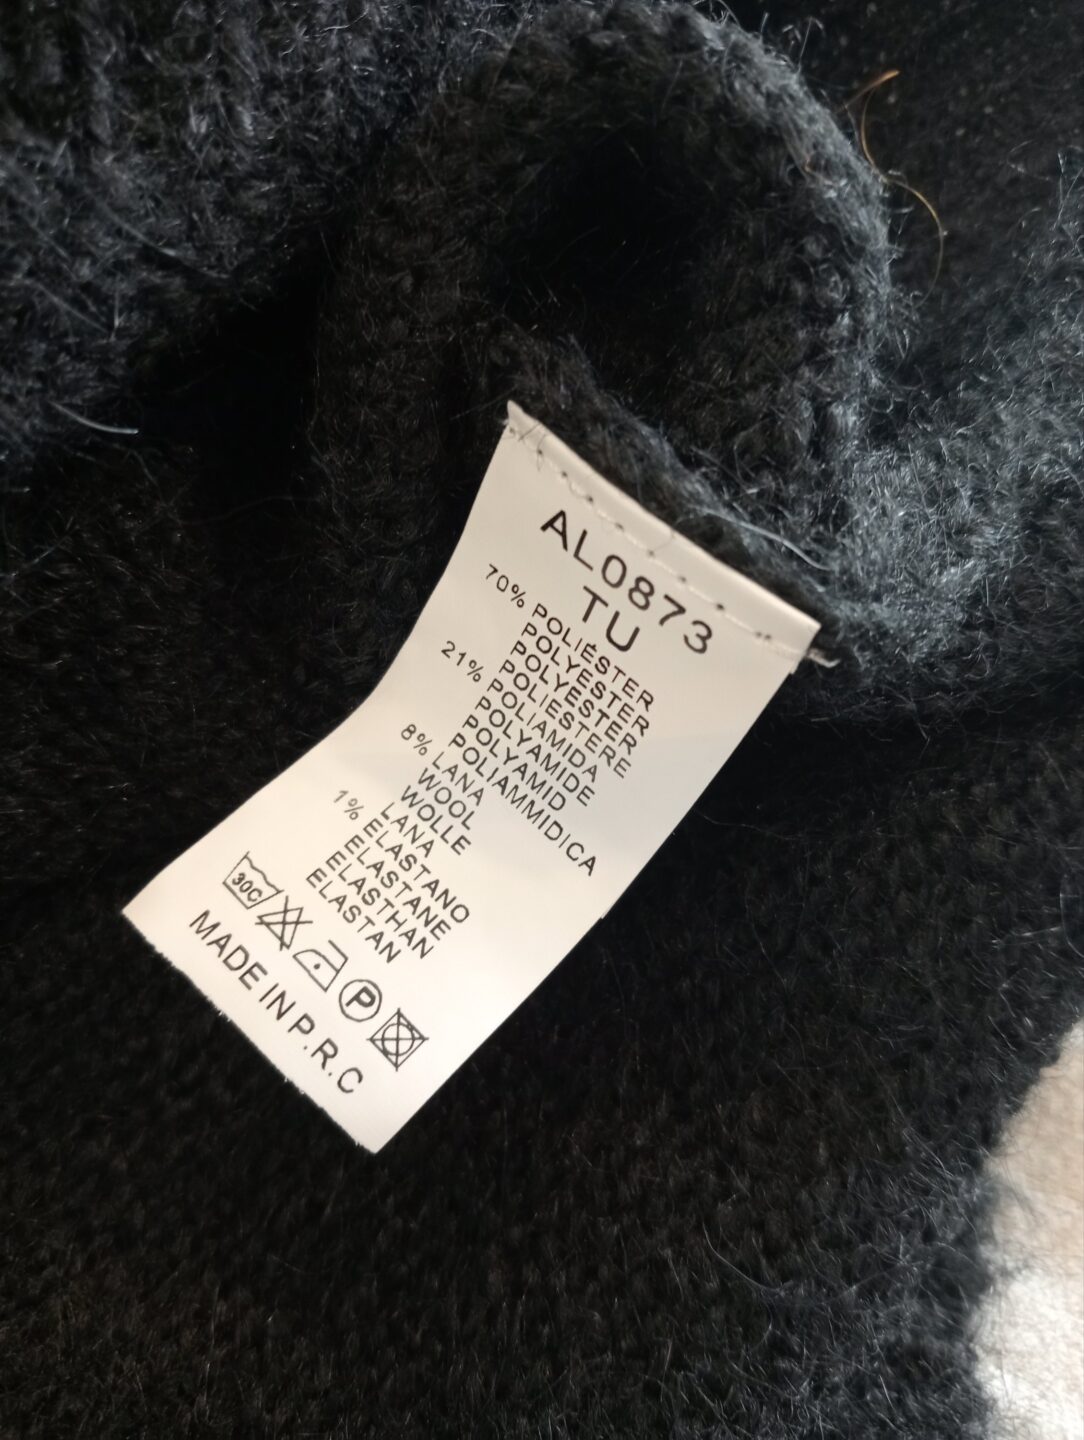 AL0873
TU
70% POLIÉSTER
POLYESTER
POLYESTER
POLIESTERE
21% POLIAMIDA
POLYAMIDE
POLYAMID
POLIAMMIDICA
8% LANA
WOOL
WOLLE
LANA
1% ELASTANO
ELASTANE
ELASTHAN
ELASTAN
30C
P
MADE IN P.R.C